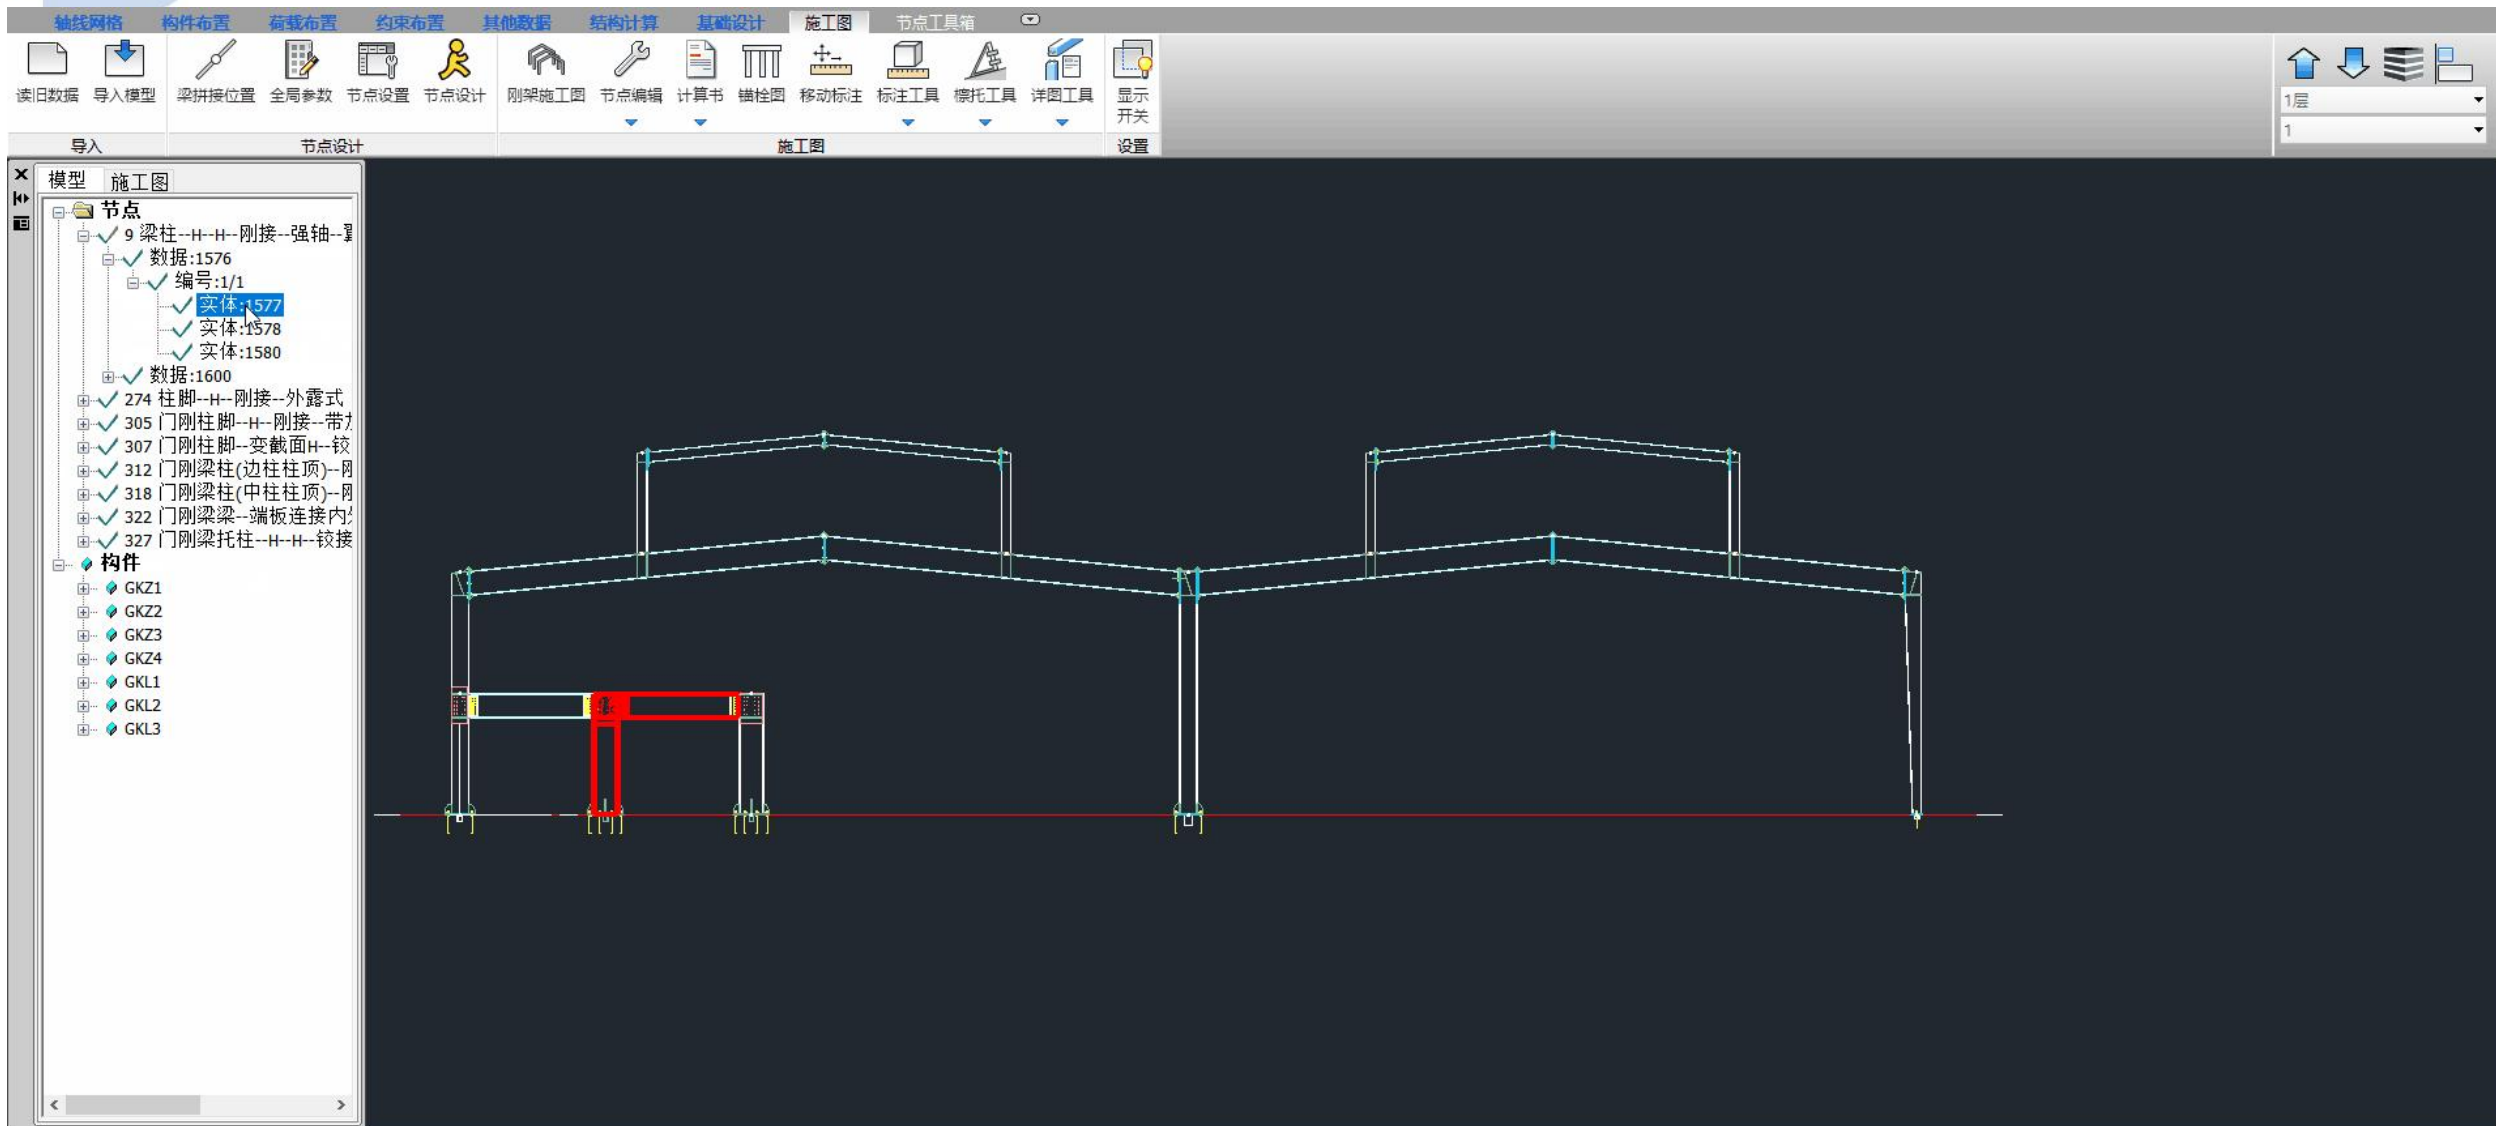 轴线网格 构件布置 荷载布置 约束布置 其他数据 结构计算 基础设计 施工图 节点工具箱
读旧数据 导入模型 梁拼接位置 全局参数 节点设置 节点设计 刚架施工图 节点编辑 计算书 锚栓图 移动标注 标注工具 檩托工具 详图工具 显示
开关
导入 节点设计 施工图 设置
1层
1
模型 施工图
节点
9 梁柱--H--H--刚接--强轴--翼
数据:1576
编号:1/1
实体:1577
实体:1578
实体:1580
数据:1600
274 柱脚--H--刚接--外露式
305 门刚柱脚--H--刚接--带
307 门刚柱脚--变截面H--铰
312 门刚梁柱(边柱柱顶)--刚
318 门刚梁柱(中柱柱顶)--刚
322 门刚梁梁--端板连接内
327 门刚梁托柱--H--H--铰接
构件
GKZ1
GKZ2
GKZ3
GKZ4
GKL1
GKL2
GKL3